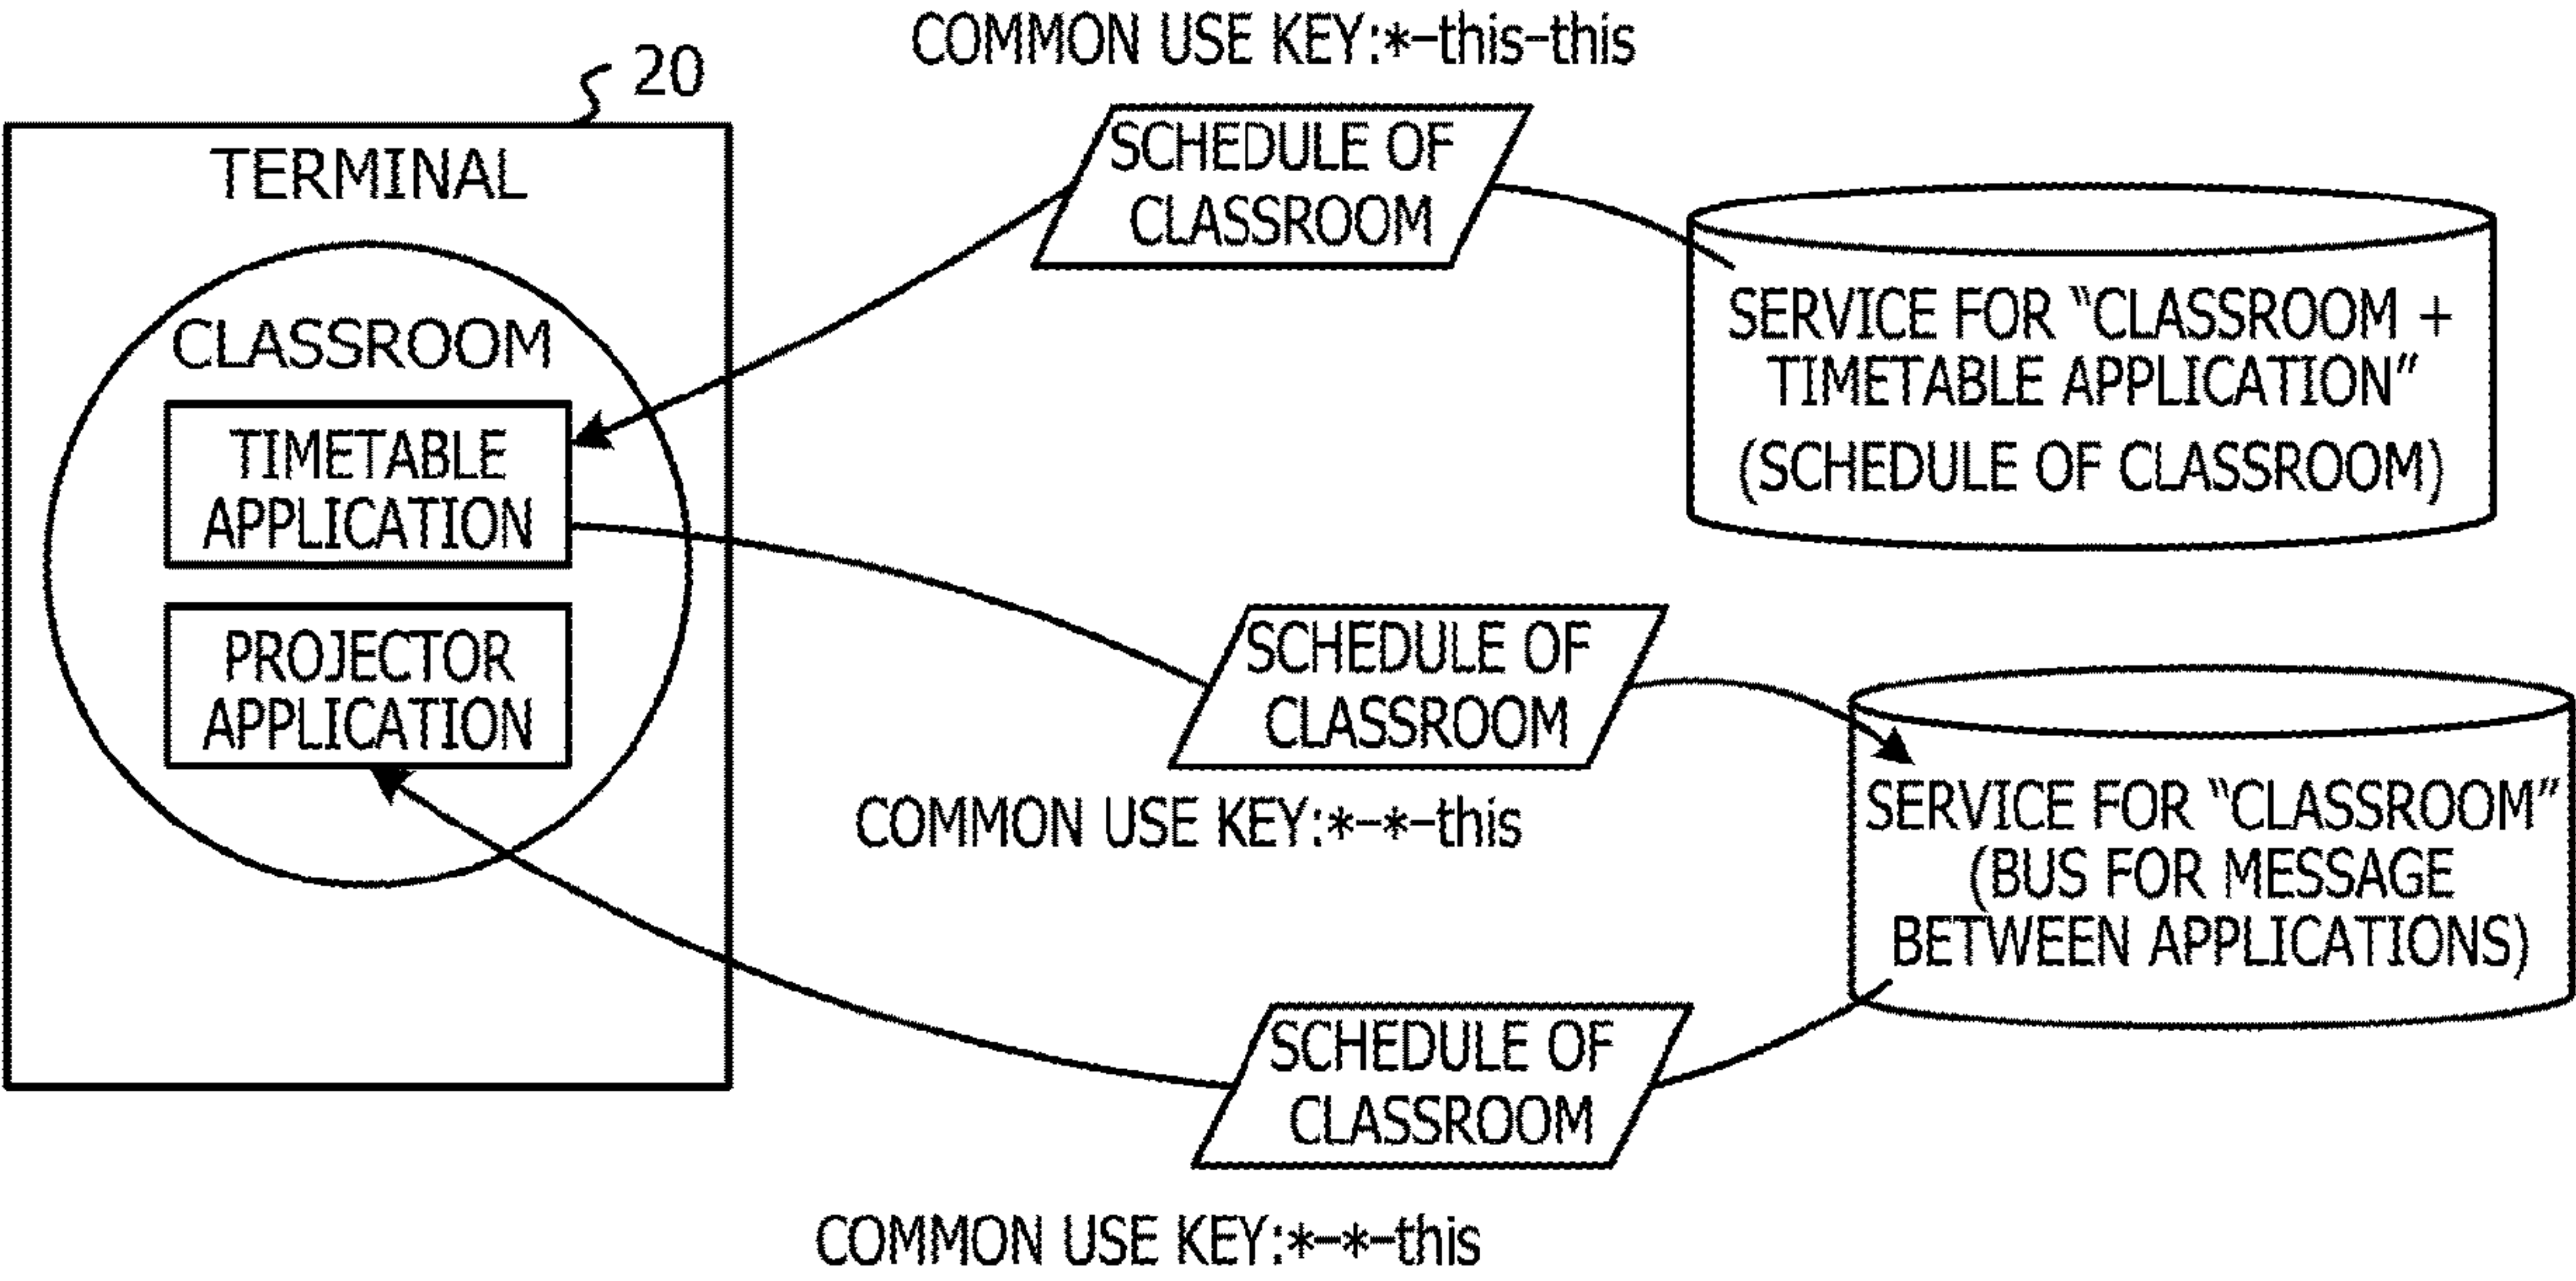 COMMON USE KEY:*-this-this
20
TERMINAL
SCHEDULE OF
CLASSROOM
CLASSROOM
SERVICE FOR “CLASSROOM +
TIMETABLE APPLICATION”
(SCHEDULE OF CLASSROOM)
TIMETABLE
APPLICATION
PROJECTOR
APPLICATION
SCHEDULE OF
CLASSROOM
COMMON USE KEY:*-*-this
SERVICE FOR “CLASSROOM”
(BUS FOR MESSAGE
BETWEEN APPLICATIONS)
SCHEDULE OF
CLASSROOM
COMMON USE KEY:*-*-this